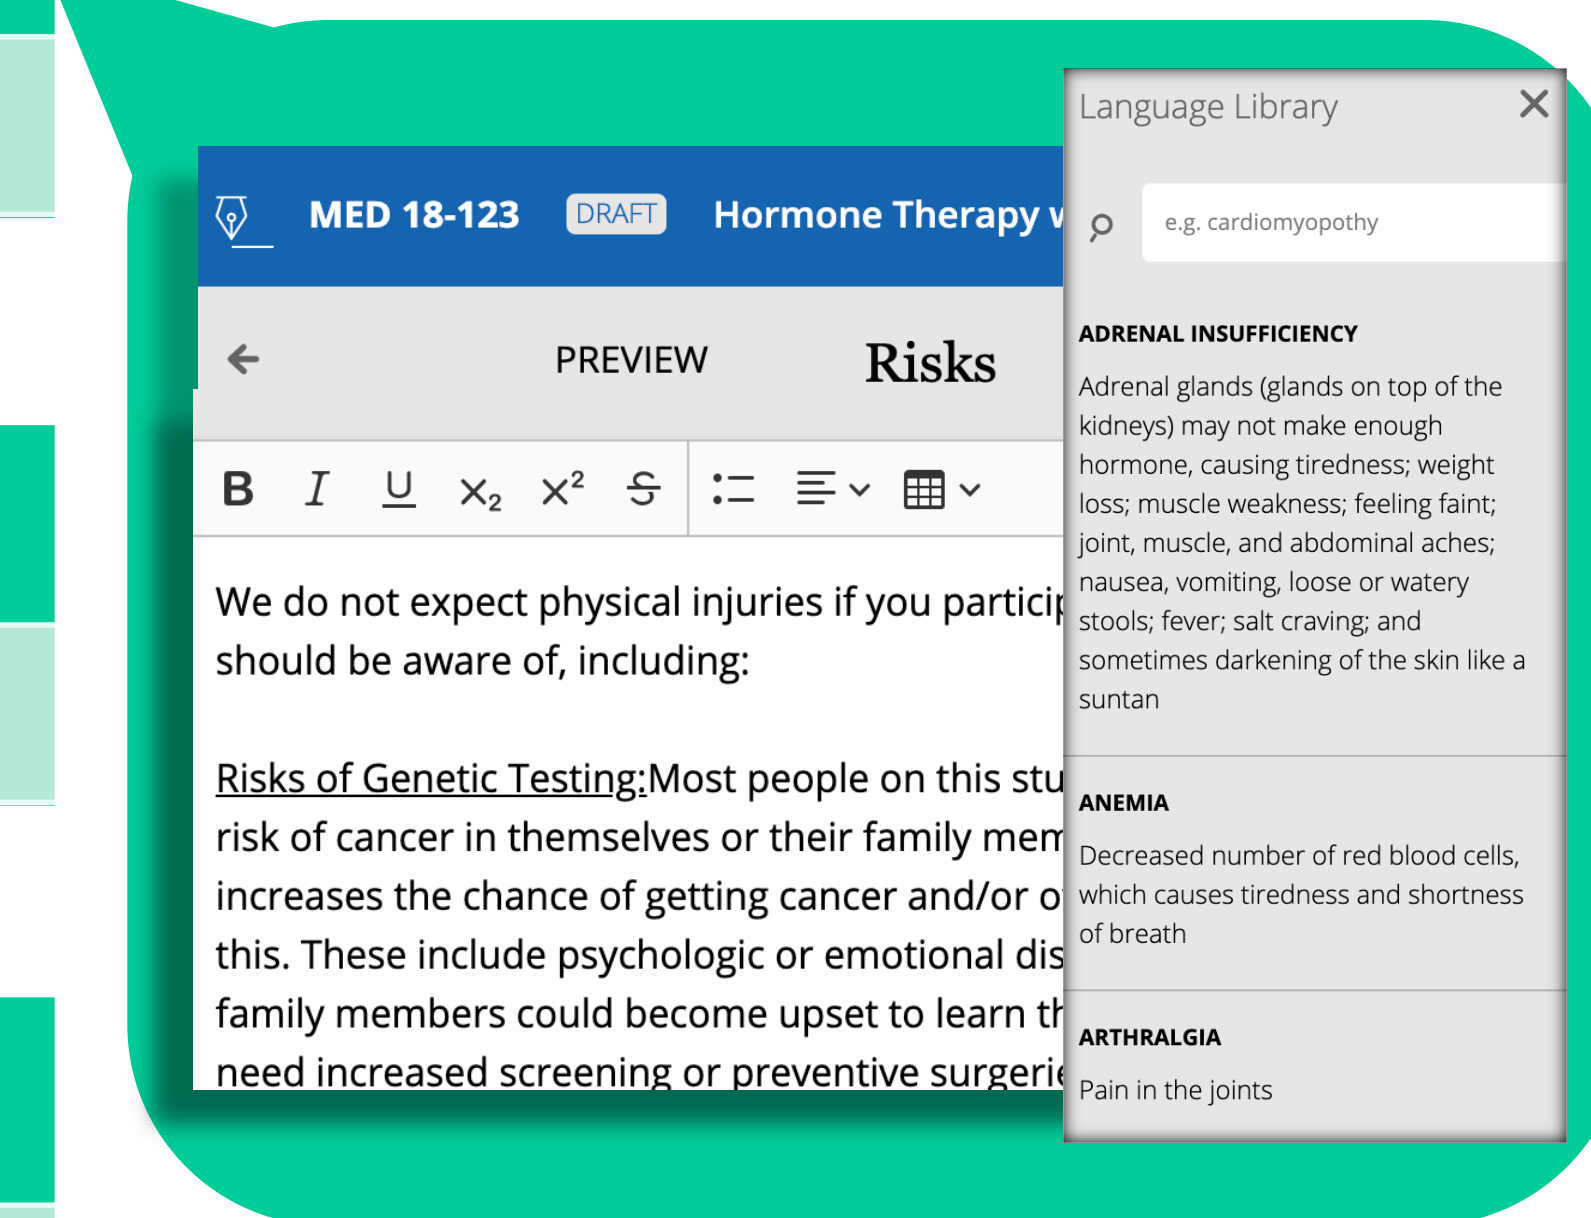 MED 18-123 DRAFT Hormone Therapy
PREVIEW Risks
B I U X₂ X² S
We do not expect physical injuries if you particip
should be aware of, including:
Risks of Genetic Testing:Most people on this stu
risk of cancer in themselves or their family mem
increases the chance of getting cancer and/or o
this. These include psychologic or emotional dis
family members could become upset to learn th
need increased screening or preventive surgerie
Language Library
e.g. cardiomyopothy
ADRENAL INSUFFICIENCY
Adrenal glands (glands on top of the
kidneys) may not make enough
hormone, causing tiredness; weight
loss; muscle weakness; feeling faint;
joint, muscle, and abdominal aches;
nausea, vomiting, loose or watery
stools; fever; salt craving; and
sometimes darkening of the skin like a
suntan
ANEMIA
Decreased number of red blood cells,
which causes tiredness and shortness
of breath
ARTHRALGIA
Pain in the joints